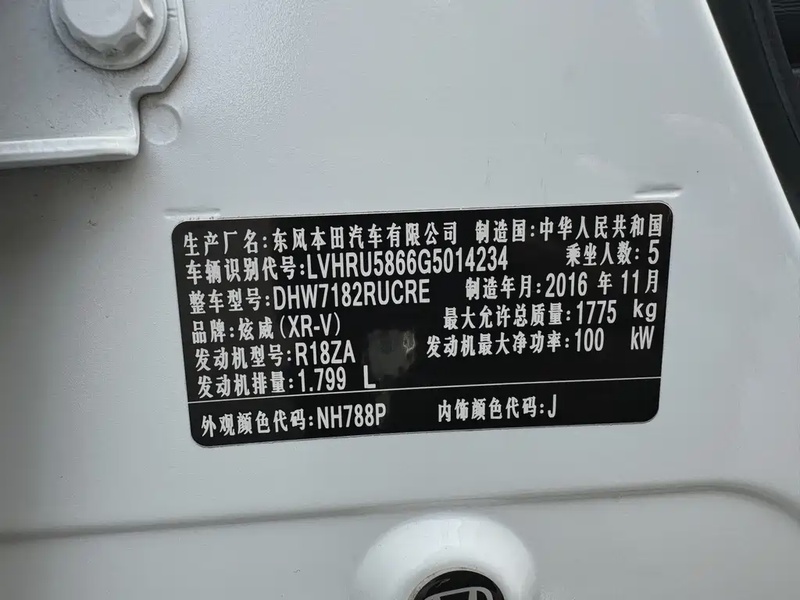 生产厂名:东风本田汽车有限公司 制造国:中华人民共和国
车辆识别代号:LVHRU5866G5014234 乘坐人数:5
整车型号:DHW7182RUCRE 制造年月:2016 年 11月
品牌:炫威(XR-V) 最大允许总质量:1775 kg
发动机型号:R18ZA 发动机最大净功率:100 kW
发动机排量:1.799 L
外观颜色代码:NH788P 内饰颜色代码:J